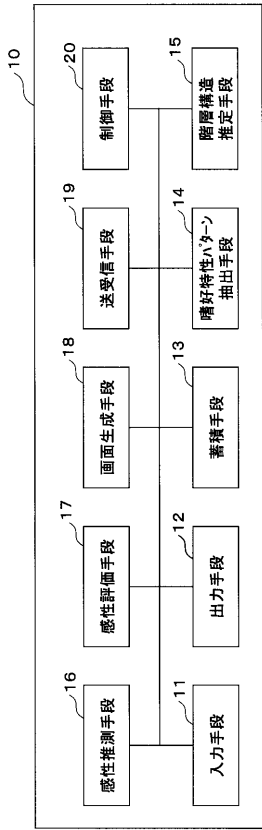 10
16
感性推測手段
17
感性評価手段
18
画面生成手段
19
送受信手段
20
制御手段
11
入力手段
12
出力手段
13
蓄積手段
14
嗜好特性パターン
抽出手段
15
階層構造
推定手段